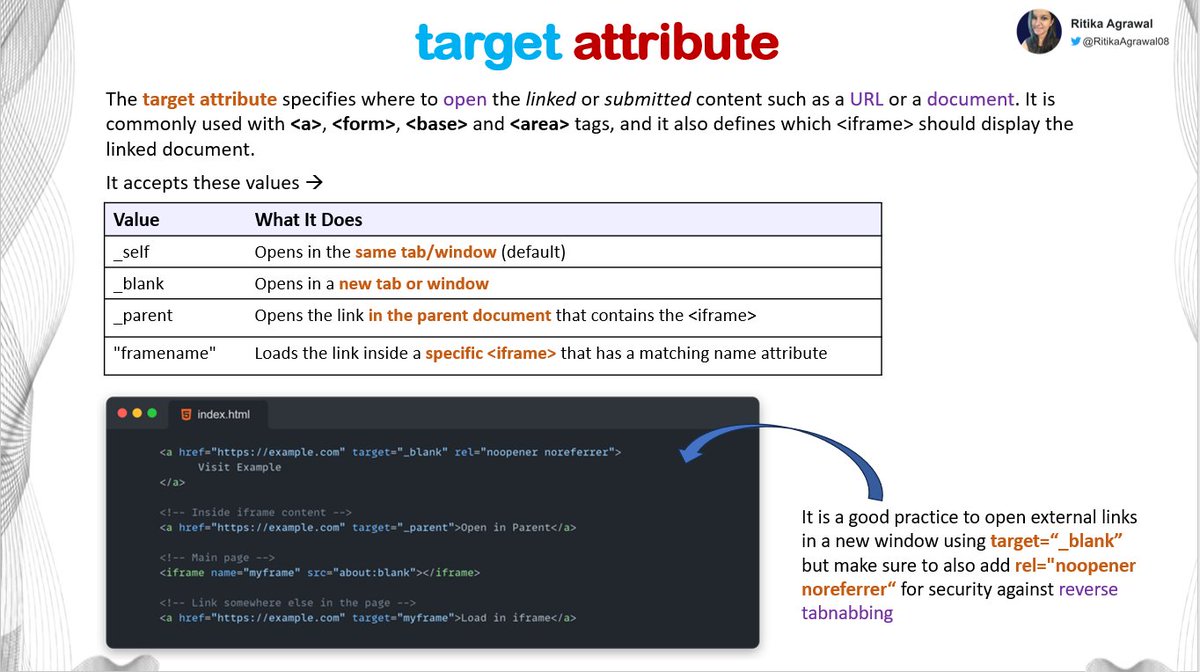 target attribute
Ritika Agrawal
@RitikaAgrawal08
The target attribute specifies where to open the linked or submitted content such as a URL or a document. It is
commonly used with <a>, <form>, <base> and <area> tags, and it also defines which <iframe> should display the
linked document.
It accepts these values →
Value What It Does
_self Opens in the same tab/window (default)
_blank Opens in a new tab or window
_parent Opens the link in the parent document that contains the <iframe>
"framename" Loads the link inside a specific <iframe> that has a matching name attribute
index.html
<a href="https://example.com" target="_blank" rel="noopener noreferrer">
Visit Example
</a>
<!-- Inside iframe content -->
<a href="https://example.com" target="_parent">Open in Parent</a>
<!-- Main page -->
<iframe name="myframe" src="about:blank"></iframe>
<!-- Link somewhere else in the page -->
<a href="https://example.com" target="myframe">Load in iframe</a>
It is a good practice to open external links
in a new window using target=“_blank”
but make sure to also add rel="noopener
noreferrer“ for security against reverse
tabnabbing